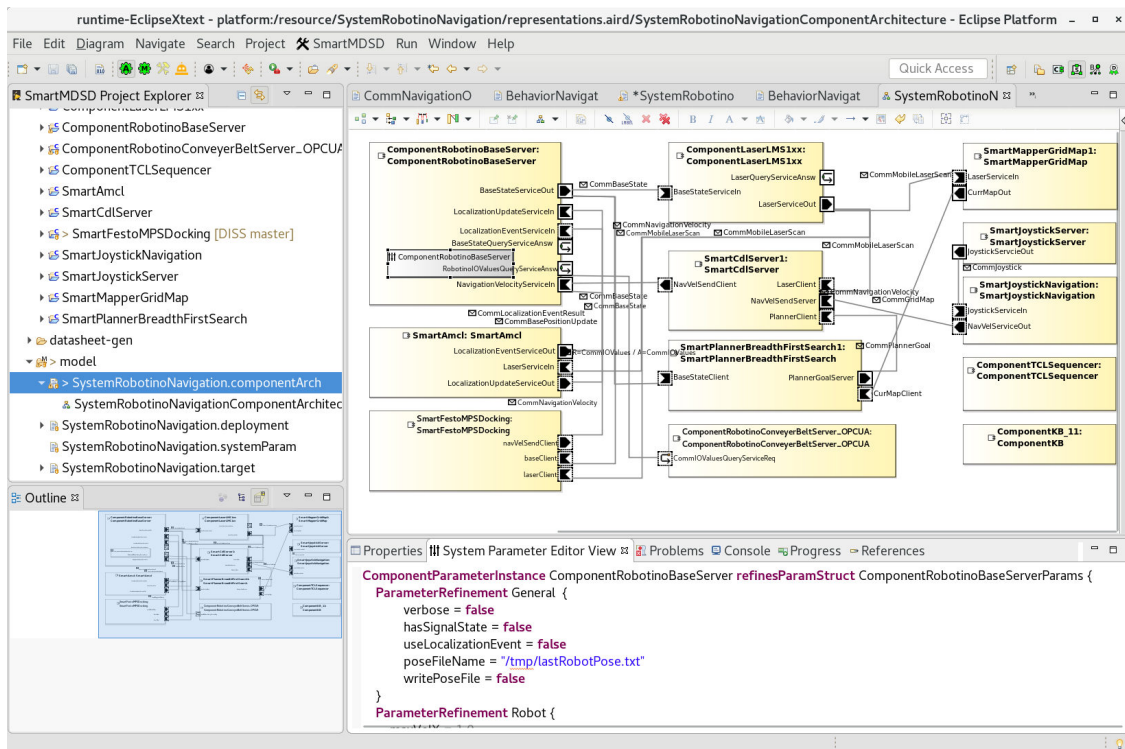 runtime-EclipseXtext - platform:/resource/SystemRobotinoNavigation/representations.aird/SystemRobotinoNavigationComponentArchitecture - Eclipse Platform
File Edit Diagram Navigate Search Project SmartMDSD Run Window Help
Quick Access
SmartMDSD Project Explorer
ComponentLaserLMS1xx
ComponentRobotinoBaseServer
ComponentRobotinoConveyerBeltServer_OPCUA
ComponentTCLSequencer
SmartAmcl
SmartCdlServer
> SmartFestoMPSDocking [DISS master]
SmartJoystickNavigation
SmartJoystickServer
SmartMapperGridMap
SmartPlannerBreadthFirstSearch
datasheet-gen
> model
> SystemRobotinoNavigation.componentArch
SystemRobotinoNavigationComponentArchitec
SystemRobotinoNavigation.deployment
SystemRobotinoNavigation.systemParam
SystemRobotinoNavigation.target
Outline
CommNavigationO BehaviorNavigat *SystemRobotino BehaviorNavigat SystemRobotinoN
ComponentRobotinoBaseServer:
ComponentRobotinoBaseServer
BaseStateServiceOut
LocalizationUpdateServiceIn
LocalizationEventServiceIn
BaseStateQueryServiceAnsw
ComponentRobotinoBaseServer
RobotinoIOValuesQueryServiceAnsw
NavigationVelocityServiceIn
CommLocalizationEventResult
CommBasePositionUpdate
SmartAmcl: SmartAmcl
LocalizationEventServiceOut
LaserServiceIn
LocalizationUpdateServiceOut
CommNavigationVelocity
SmartFestoMPSDocking:
SmartFestoMPSDocking
navVelSendClient
baseClient
laserClient
CommBaseState
CommNavigationVelocity
CommMobileLaserScan
CommMobileLaserScan
CommBaseState
CommBaseState
R=CommIOValues / A=CommIOValues
ComponentLaserLMS1xx:
ComponentLaserLMS1xx
LaserQueryServiceAnsw
BaseStateServiceIn
LaserServiceOut
CommMobileLaserScan
CommMobileLaserScan
SmartCdlServer1:
SmartCdlServer
NavVelSendClient
LaserClient
NavVelSendServer
PlannerClient
CommNavigationVelocity
CommGridMap
SmartPlannerBreadthFirstSearch1:
SmartPlannerBreadthFirstSearch
CommPlannerGoal
BaseStateClient
PlannerGoalServer
CurMapClient
ComponentRobotinoConveyerBeltServer_OPCUA:
ComponentRobotinoConveyerBeltServer_OPCUA
CommIOValuesQueryServiceReq
SmartMapperGridMap1:
SmartMapperGridMap
LaserServiceIn
CurrMapOut
SmartJoystickServer:
SmartJoystickServer
JoystickServcieOut
CommJoystick
SmartJoystickNavigation:
SmartJoystickNavigation
JoystickServiceIn
NavVelServiceOut
ComponentTCLSequencer:
ComponentTCLSequencer
ComponentKB_11:
ComponentKB
Properties System Parameter Editor View Problems Console Progress References
ComponentParameterInstance ComponentRobotinoBaseServer refinesParamStruct ComponentRobotinoBaseServerParams {
ParameterRefinement General {
verbose = false
hasSignalState = false
useLocalizationEvent = false
poseFileName = "/tmp/lastRobotPose.txt"
writePoseFile = false
}
ParameterRefinement Robot {